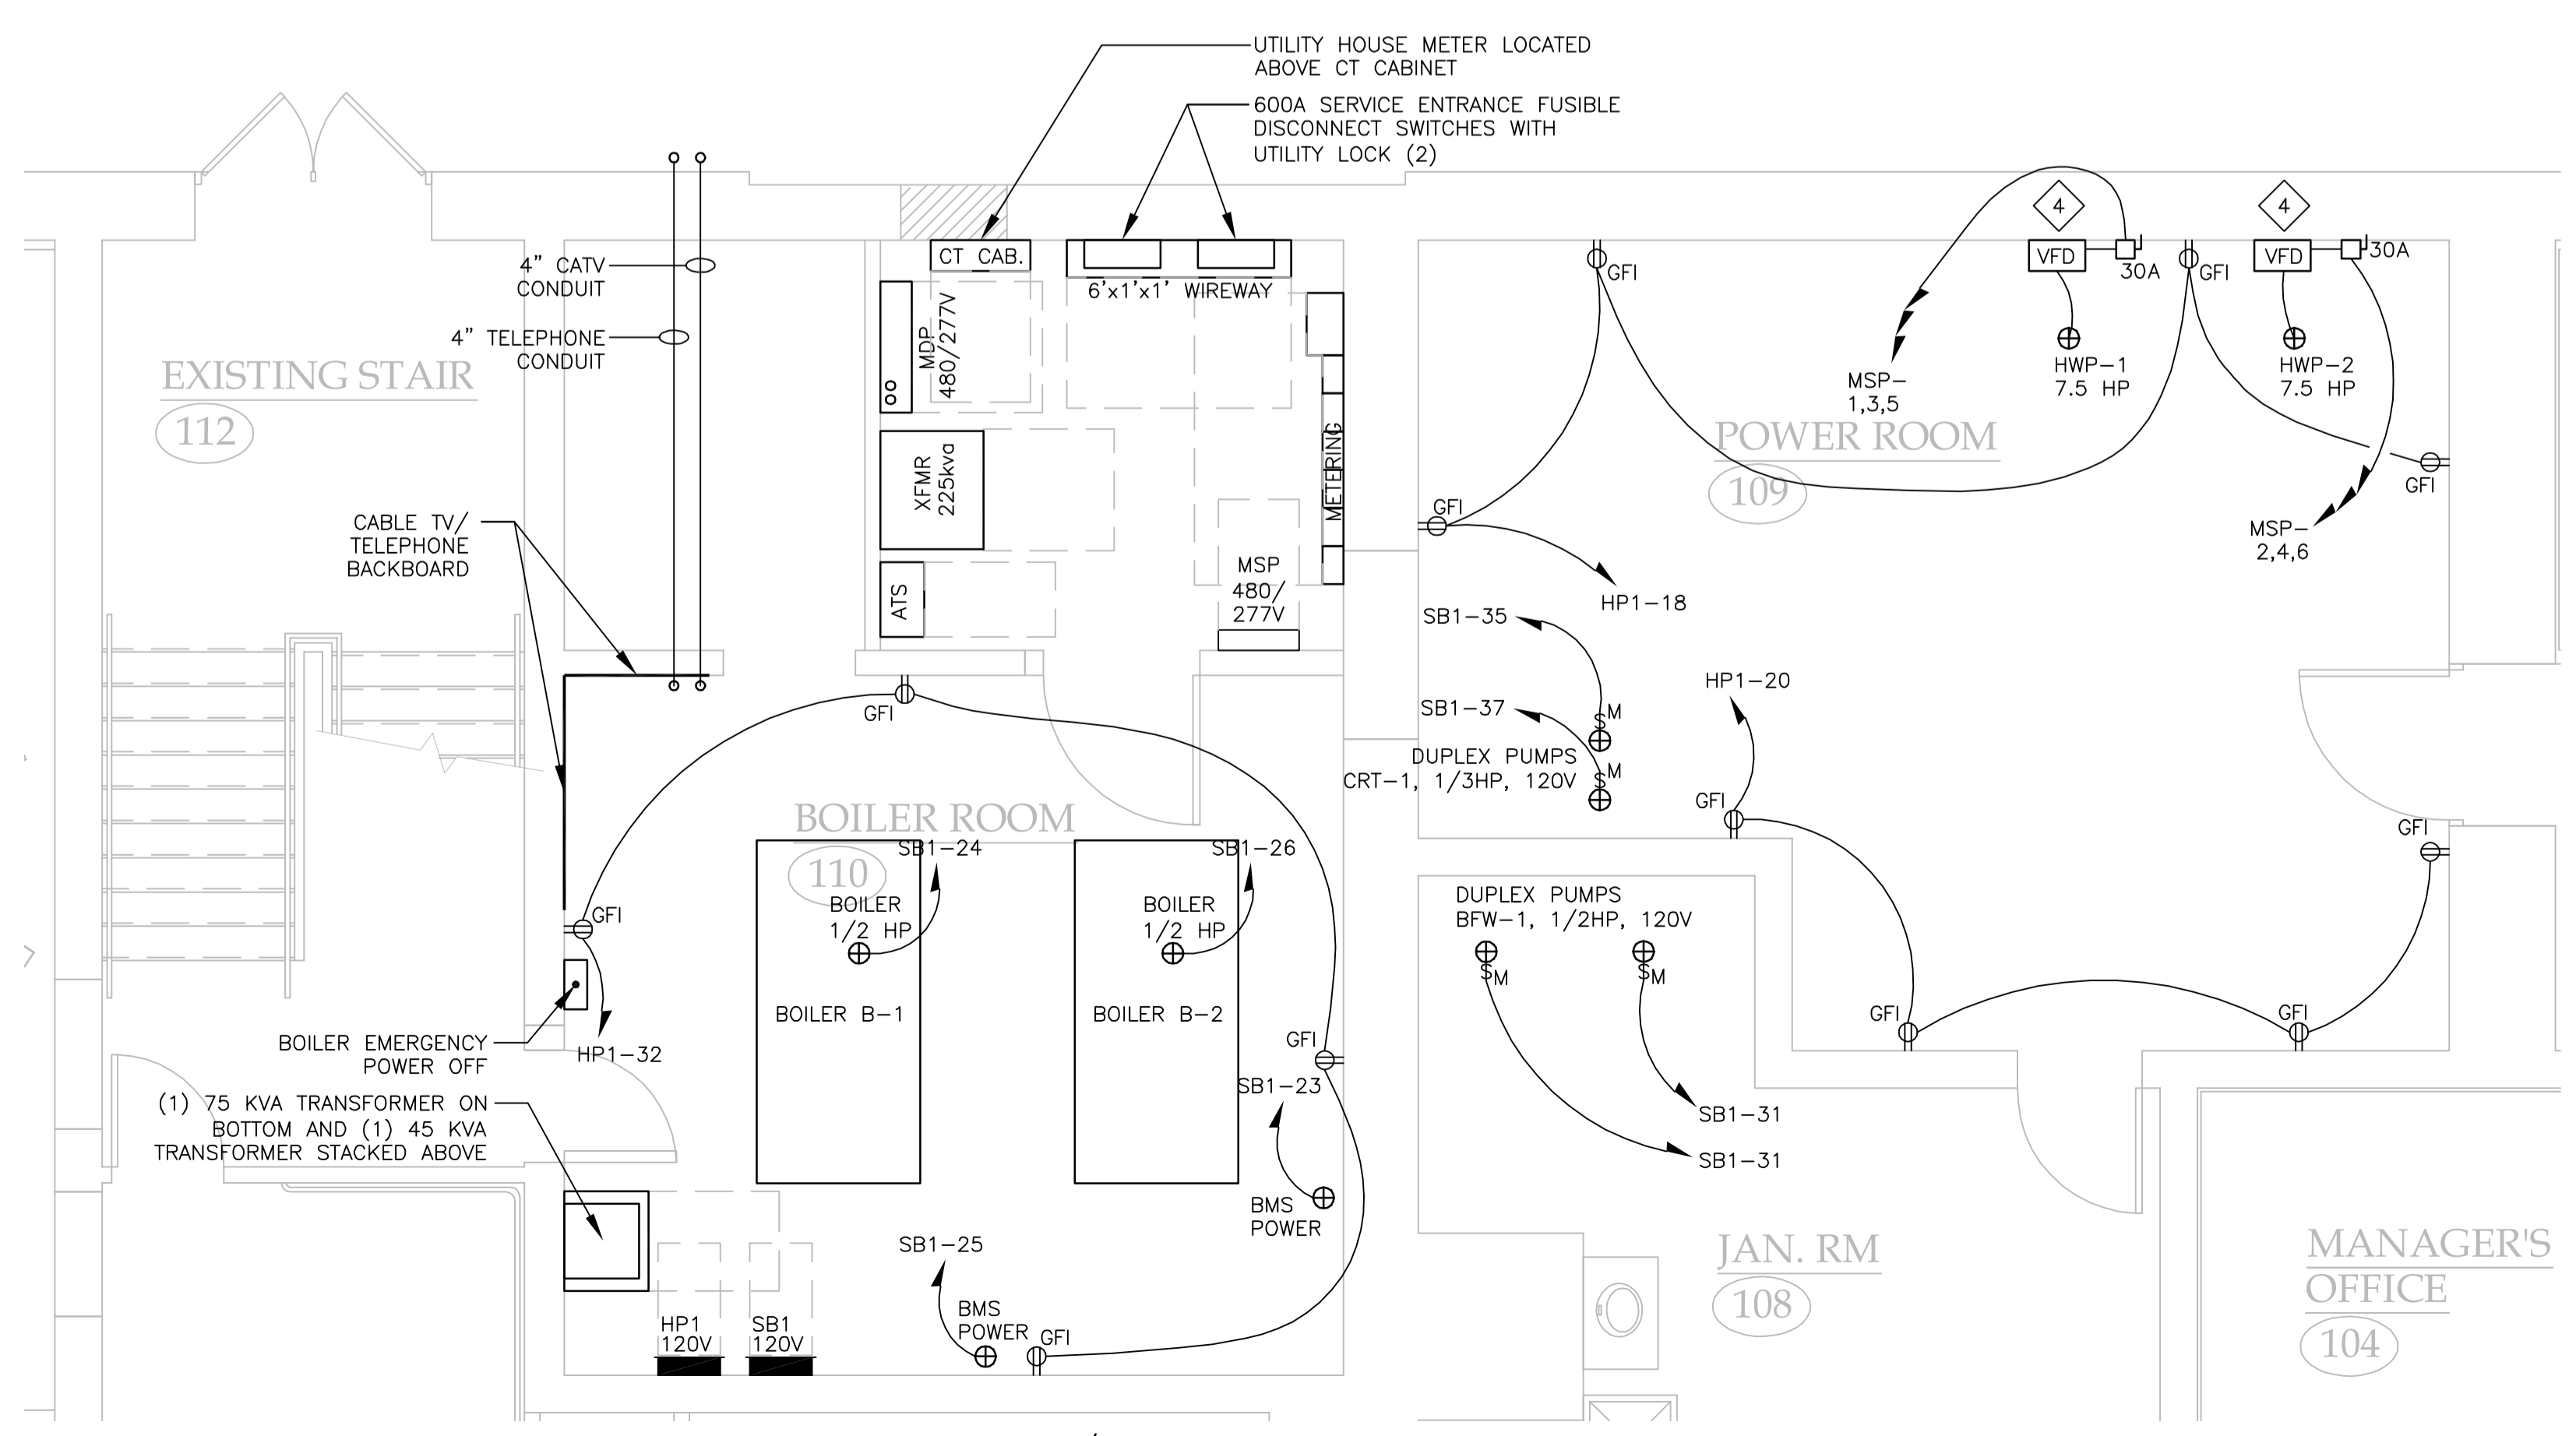 UTILITY HOUSE METER LOCATED
ABOVE CT CABINET
600A SERVICE ENTRANCE FUSIBLE
DISCONNECT SWITCHES WITH
UTILITY LOCK (2)
4" CATV
CONDUIT
4" TELEPHONE
CONDUIT
EXISTING STAIR
112
CABLE TV/
TELEPHONE
BACKBOARD
CT CAB.
6'x1'x1' WIREWAY
MDP
480/277V
XFMR
225kva
ATS
METERING
MSP
480/
277V
GFI
4
VFD
30A
HWP-1
7.5 HP
GFI
4
VFD
30A
HWP-2
7.5 HP
MSP-
1,3,5
POWER ROOM
109
GFI
MSP-
2,4,6
GFI
HP1-18
SB1-35
SB1-37
S M
DUPLEX PUMPS
CRT-1, 1/3HP, 120V
S M
HP1-20
GFI
GFI
GFI
GFI
GFI
BOILER ROOM
110
SB1-24
BOILER
1/2 HP
BOILER B-1
SB1-26
BOILER
1/2 HP
BOILER B-2
GFI
HP1-32
BOILER EMERGENCY
POWER OFF
(1) 75 KVA TRANSFORMER ON
BOTTOM AND (1) 45 KVA
TRANSFORMER STACKED ABOVE
GFI
SB1-23
BMS
POWER
SB1-25
BMS
POWER
GFI
HP1
120V
SB1
120V
DUPLEX PUMPS
BFW-1, 1/2HP, 120V
S M
S M
SB1-31
SB1-31
JAN. RM
108
MANAGER'S
OFFICE
104